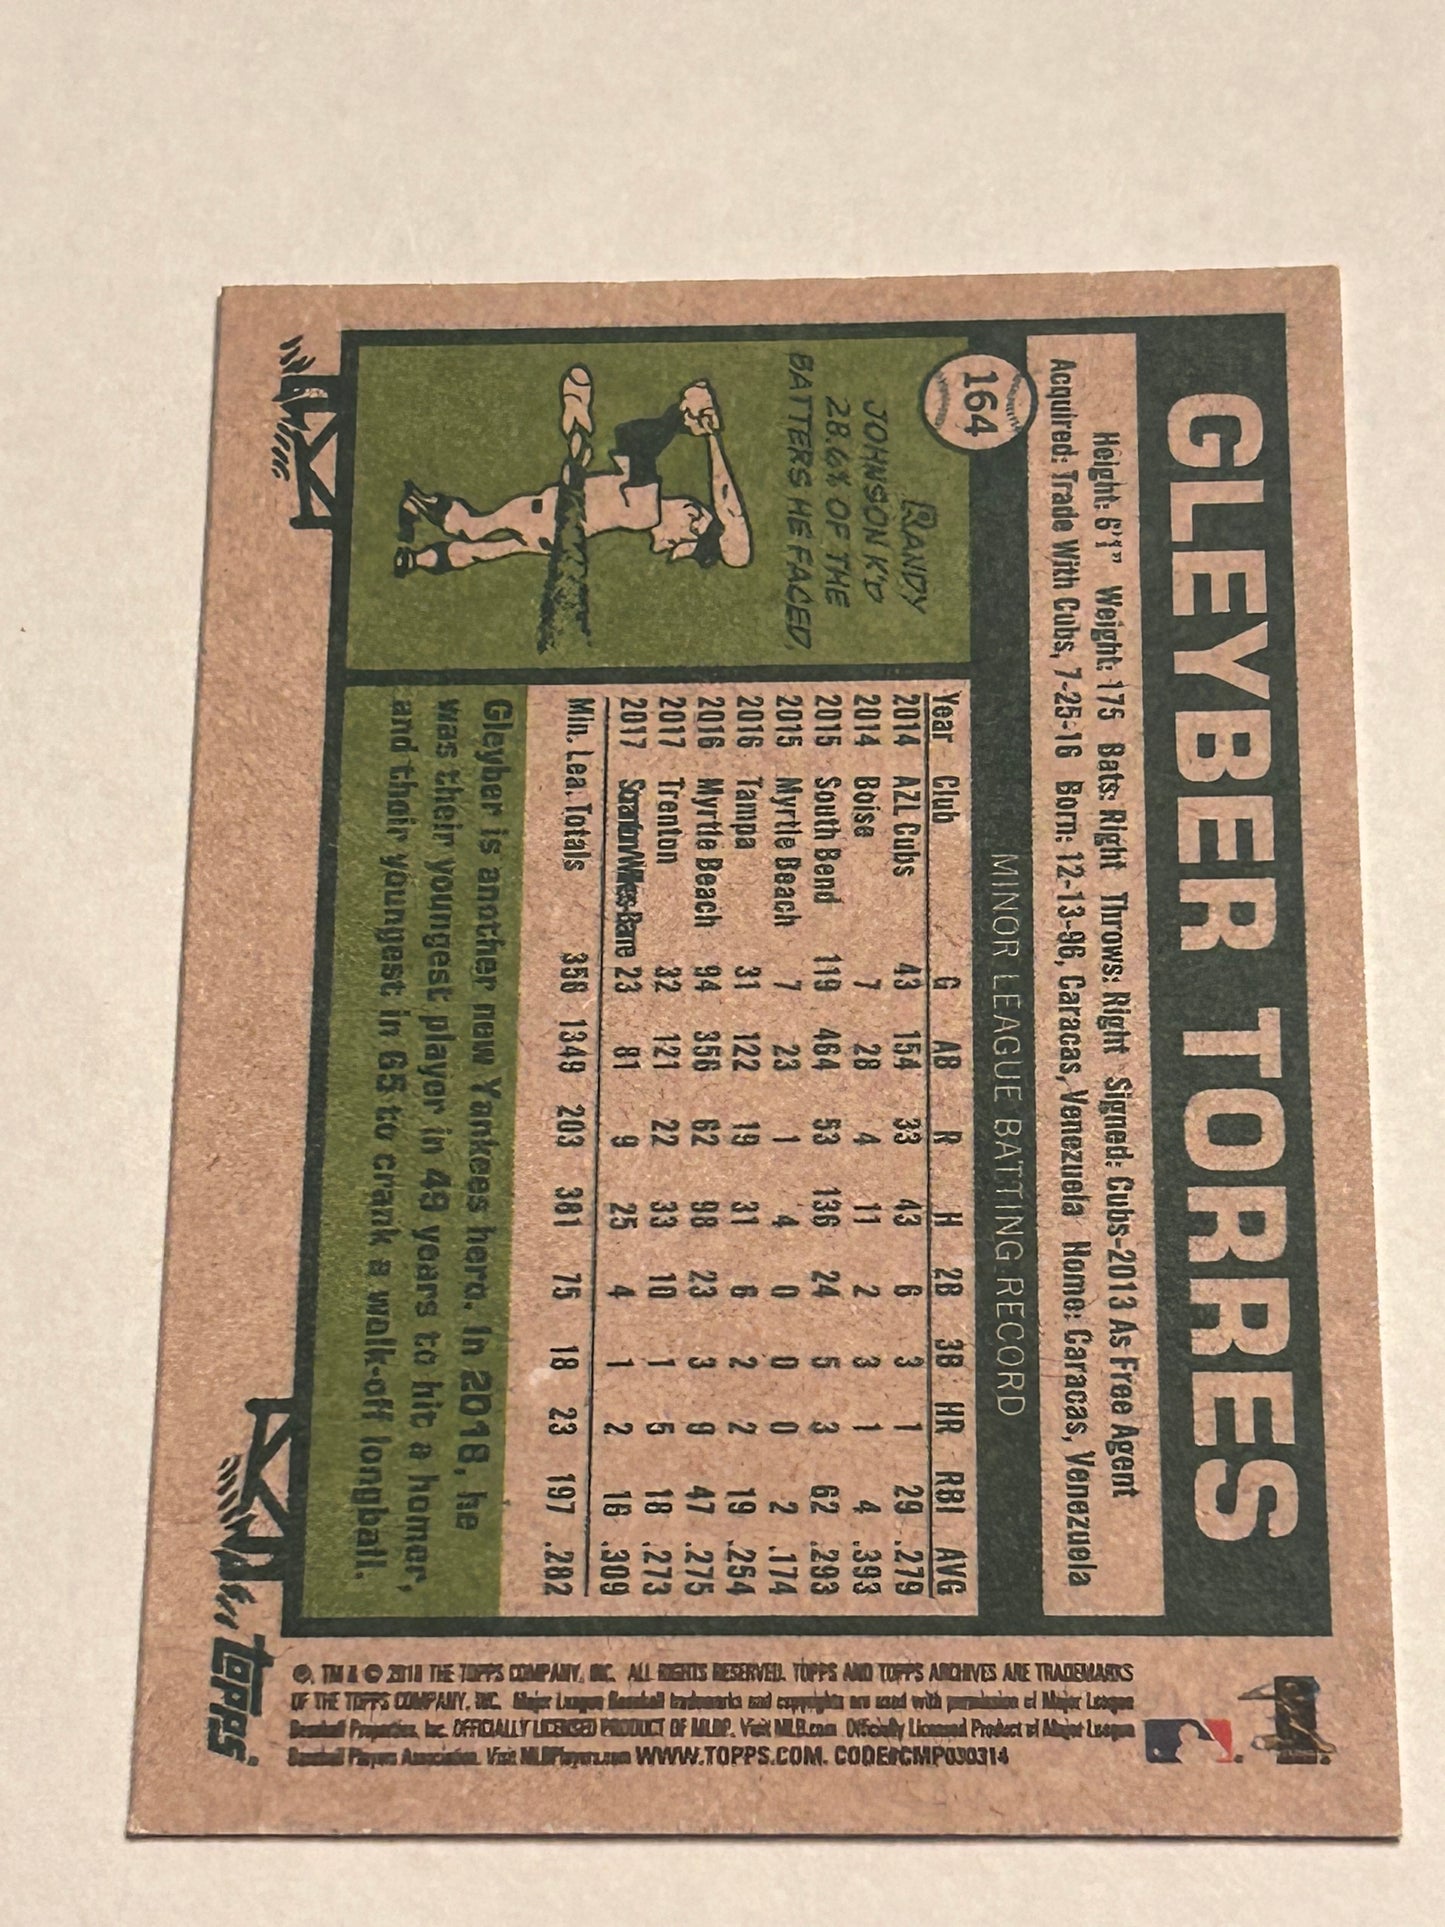 GLEYBER TORRES
Height: 6'1" Weight: 175 Bats: Right Throws: Right Signed: Cubs-2013 As Free Agent
Acquired: Trade With Cubs, 7-25-16 Born: 12-13-96, Caracas, Venezuela Home: Caracas, Venezuela
164
MINOR LEAGUE BATTING RECORD
RANDY
JOHNSON K'D
28.6% OF THE
BATTERS HE FACED.
Year Club G AB R H 2B 3B HR RBI AVG
2014 AZL Cubs 43 154 33 43 6 3 1 29 .279
2014 Boise 7 28 4 11 2 3 1 4 .393
2015 South Bend 119 464 53 136 24 5 3 62 .293
2015 Myrtle Beach 7 23 1 4 0 0 0 2 .174
2016 Tampa 31 122 19 31 6 2 2 19 .254
2016 Myrtle Beach 94 356 62 98 23 3 9 47 .275
2017 Trenton 32 121 22 33 10 1 5 18 .273
2017 Scranton/Wilkes-Barre 23 81 9 25 4 1 2 16 .309
Min. Lea. Totals 356 1349 203 381 75 18 23 197 .282
Gleyber is another new Yankees hero. In 2018, he
was their youngest player in 49 years to hit a homer,
and their youngest in 65 to crank a walk-off longball.
topps
®, TM & © 2018 THE TOPPS COMPANY, INC. ALL RIGHTS RESERVED. TOPPS AND TOPPS ARCHIVES ARE TRADEMARKS
OF THE TOPPS COMPANY, INC. Major League Baseball trademarks and copyrights are used with permission of Major League
Baseball Properties, Inc. OFFICIALLY LICENSED PRODUCT OF MLBP. Visit MLB.com. Officially Licensed Product of Major League
Baseball Players Association. Visit MLBPlayers.com WWW.TOPPS.COM. CODE#CMP030314